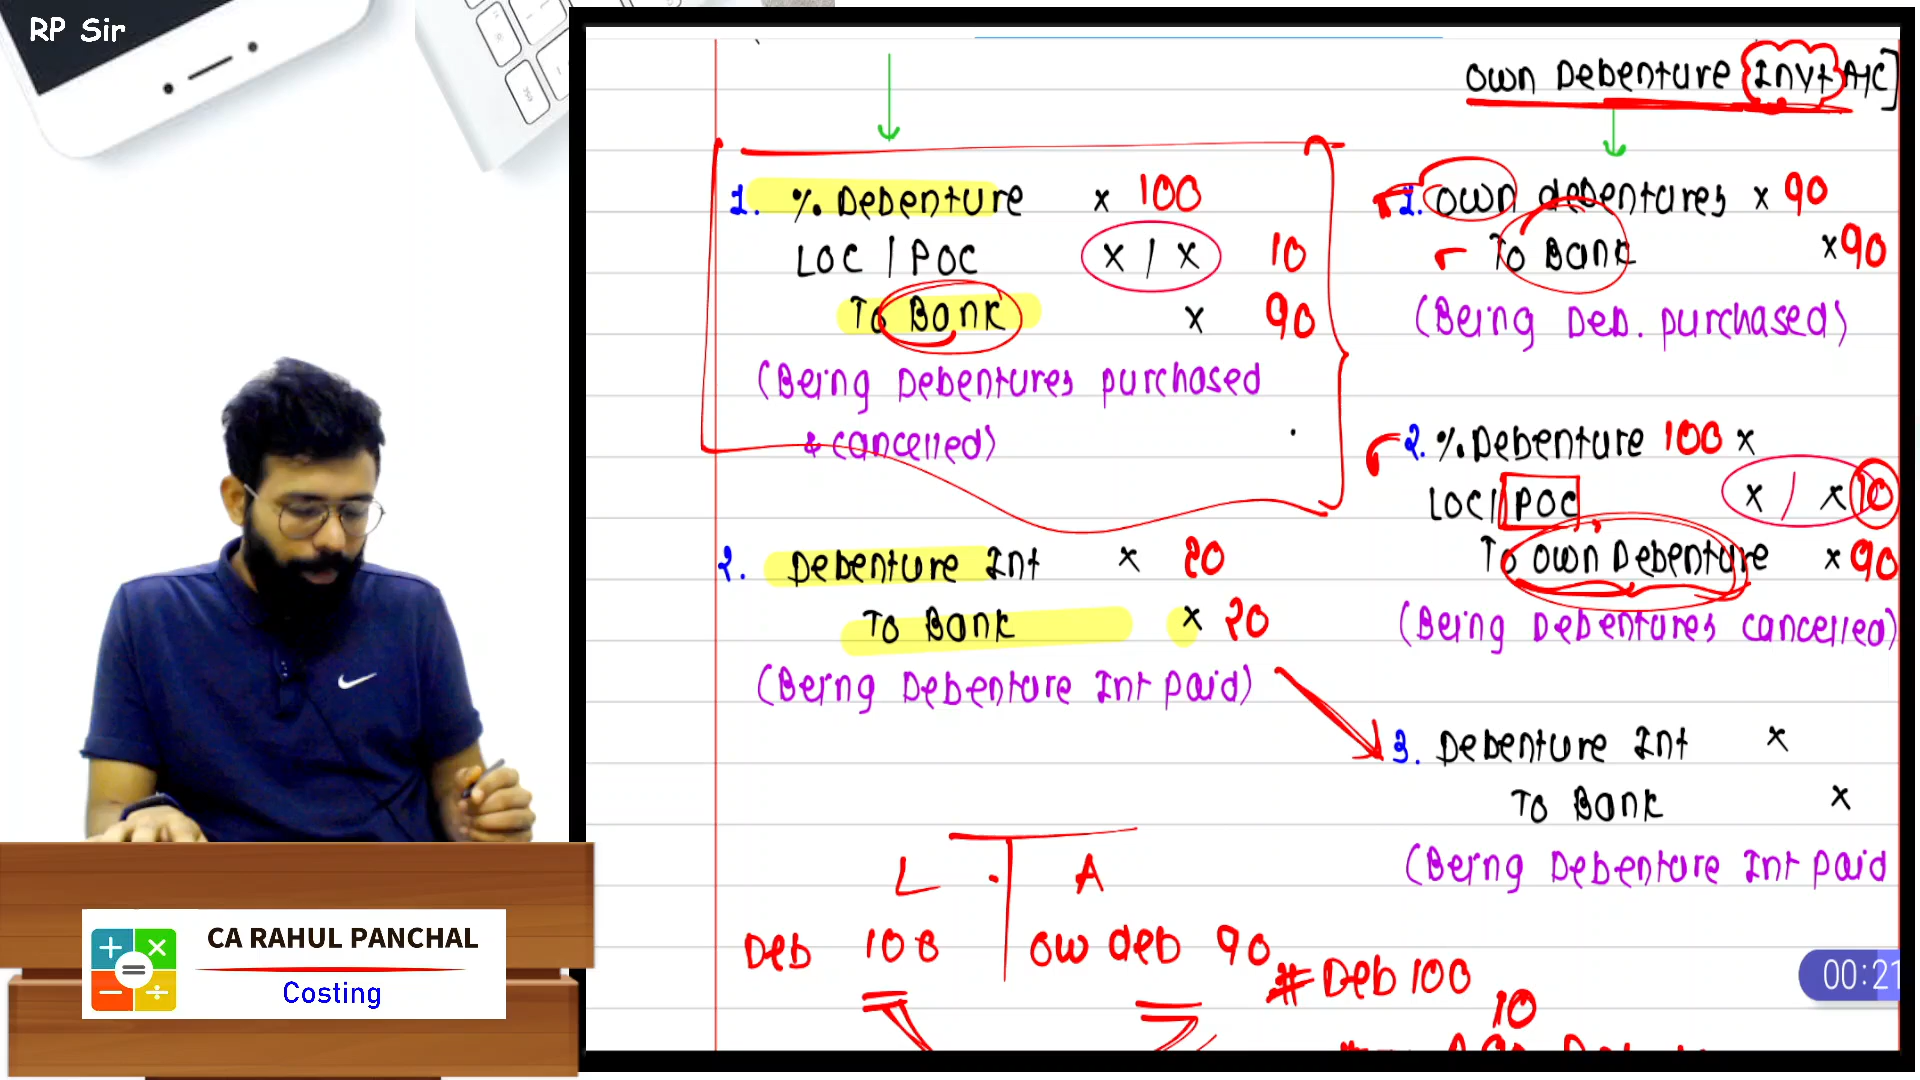 RP Sir
Own Debenture Invt A/C]
1. % Debenture x 100
LOC / POC x / x 10
To Bank x 90
(Being Debentures purchased
& cancelled)
2. Debenture Int x 20
To Bank x 20
(Being Debenture Int paid)
1. Own debentures x 90
To Bank x 90
(Being Deb. purchased)
2. % Debenture 100 x
LOC / POC x / x 10
To Own Debenture x 90
(Being Debentures cancelled)
3. Debenture Int x
To Bank x
(Being Debenture Int paid
L A
Deb 100 Ow deb 90
# Deb 100
10
CA RAHUL PANCHAL
Costing
00:21